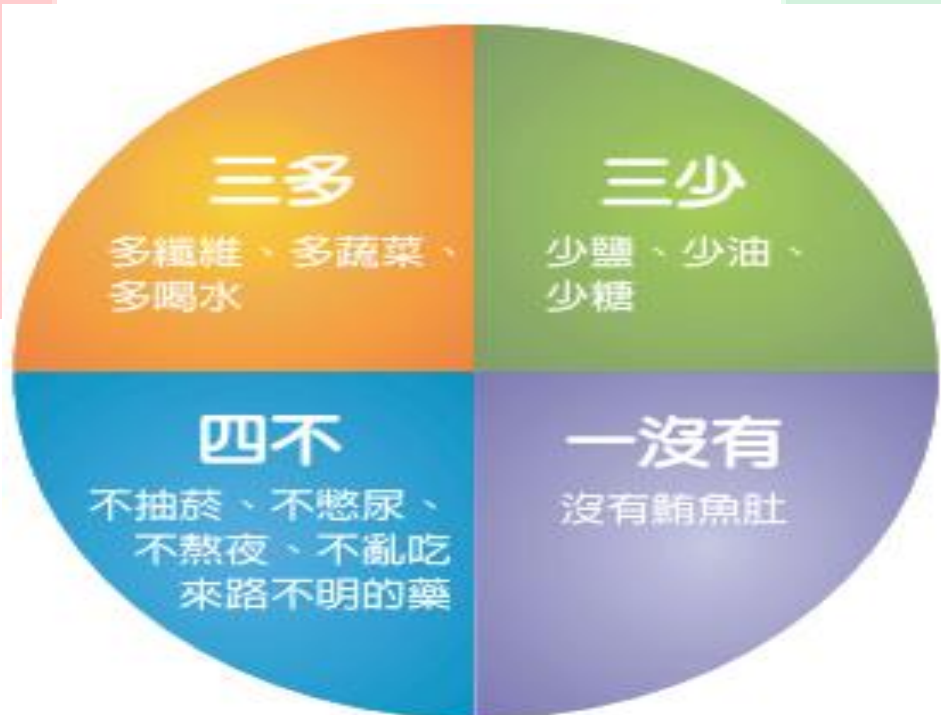 三多
多纖維、多蔬菜、
多喝水
三少
少鹽、少油、
少糖
四不
不抽菸、不憋尿、
不熬夜、不亂吃
來路不明的藥
一沒有
沒有鮪魚肚